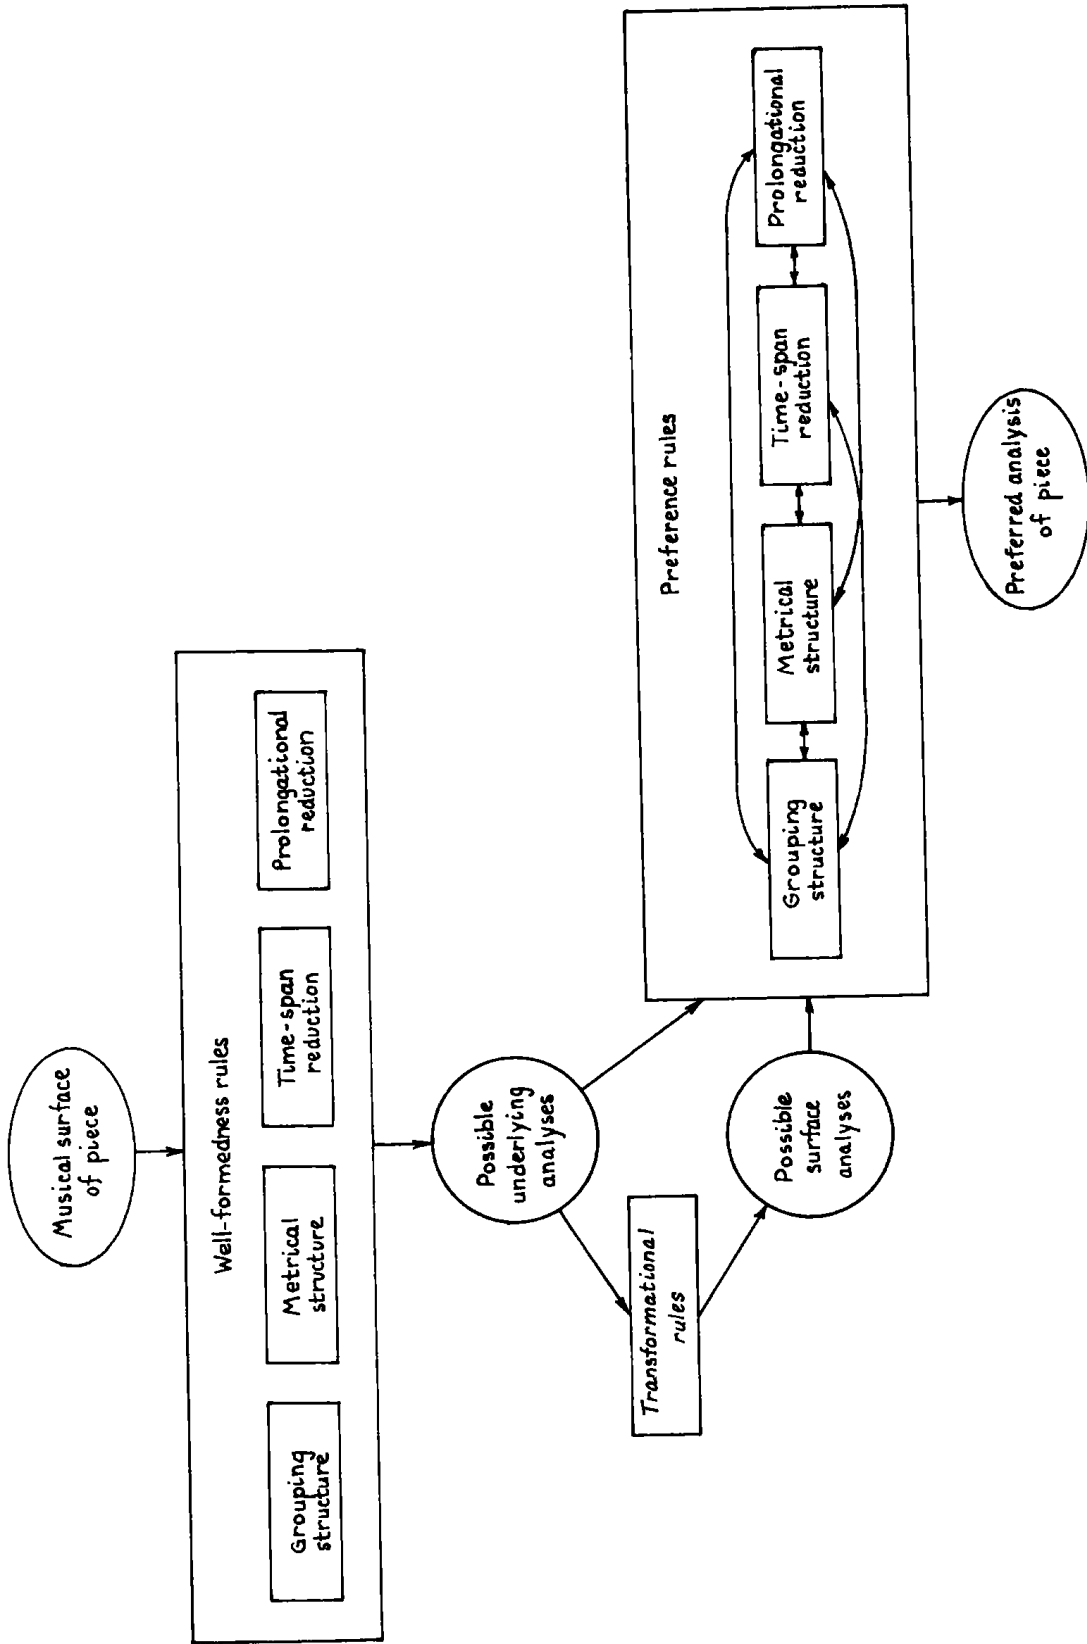 Musical surface
of piece
Well-formedness rules
Grouping
structure
Metrical
structure
Time-span
reduction
Prolongational
reduction
Possible
underlying
analyses
Transformational
rules
Possible
surface
analyses
Preference rules
Grouping
structure
Metrical
structure
Time-span
reduction
Prolongational
reduction
Preferred analysis
of piece